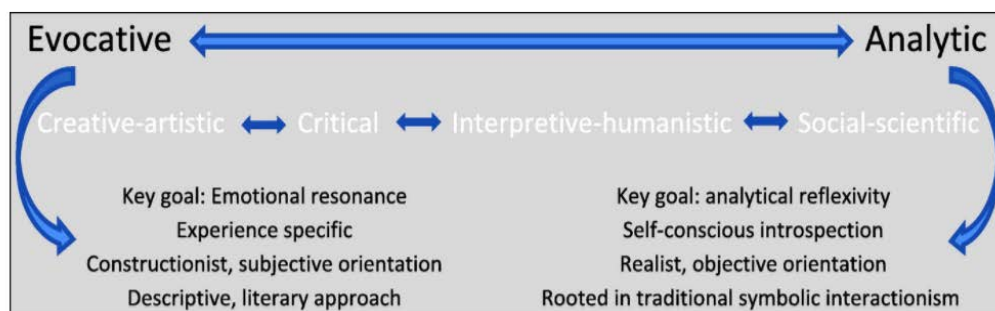 Evocative Analytic
Creative-artistic Critical Interpretive-humanistic Social-scientific
Key goal: Emotional resonance
Experience specific
Constructionist, subjective orientation
Descriptive, literary approach
Key goal: analytical reflexivity
Self-conscious introspection
Realist, objective orientation
Rooted in traditional symbolic interactionism